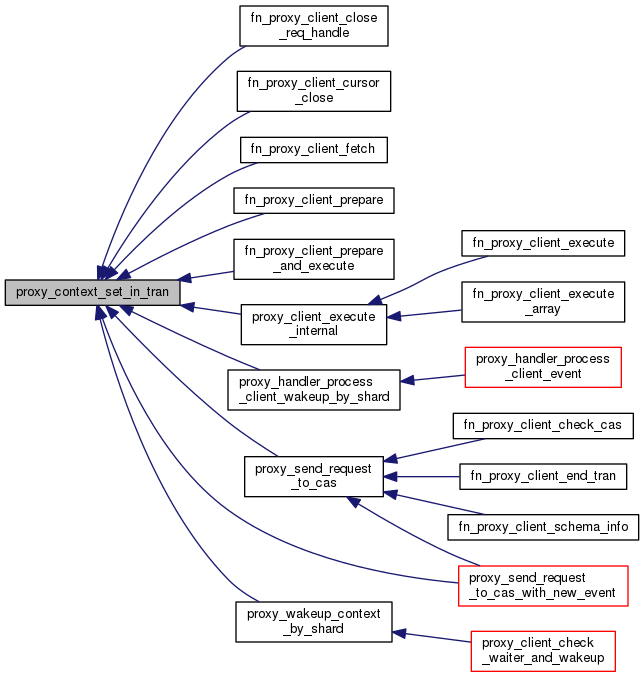 fn_proxy_client_close
_req_handle
fn_proxy_client_cursor
_close
fn_proxy_client_fetch
fn_proxy_client_prepare
fn_proxy_client_prepare
_and_execute
proxy_context_set_in_tran
proxy_client_execute
_internal
fn_proxy_client_execute
fn_proxy_client_execute
_array
proxy_handler_process
_client_wakeup_by_shard
proxy_handler_process
_client_event
proxy_send_request
_to_cas
fn_proxy_client_check_cas
fn_proxy_client_end_tran
fn_proxy_client_schema_info
proxy_send_request
_to_cas_with_new_event
proxy_wakeup_context
_by_shard
proxy_client_check
_waiter_and_wakeup